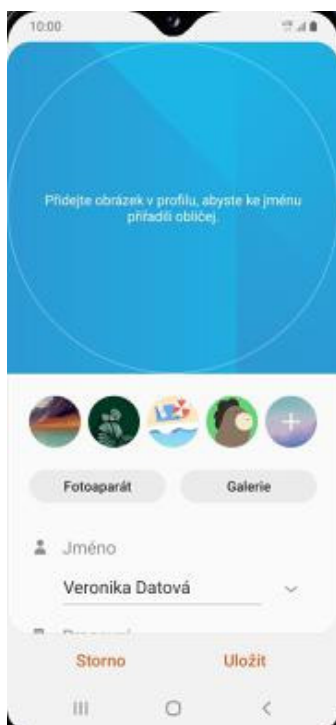 10:00
Přidejte obrázek v profilu, abyste ke jménu
přiřadili obličej.
Fotoaparát
Galerie
Jméno
Veronika Datová
Storno
Uložit